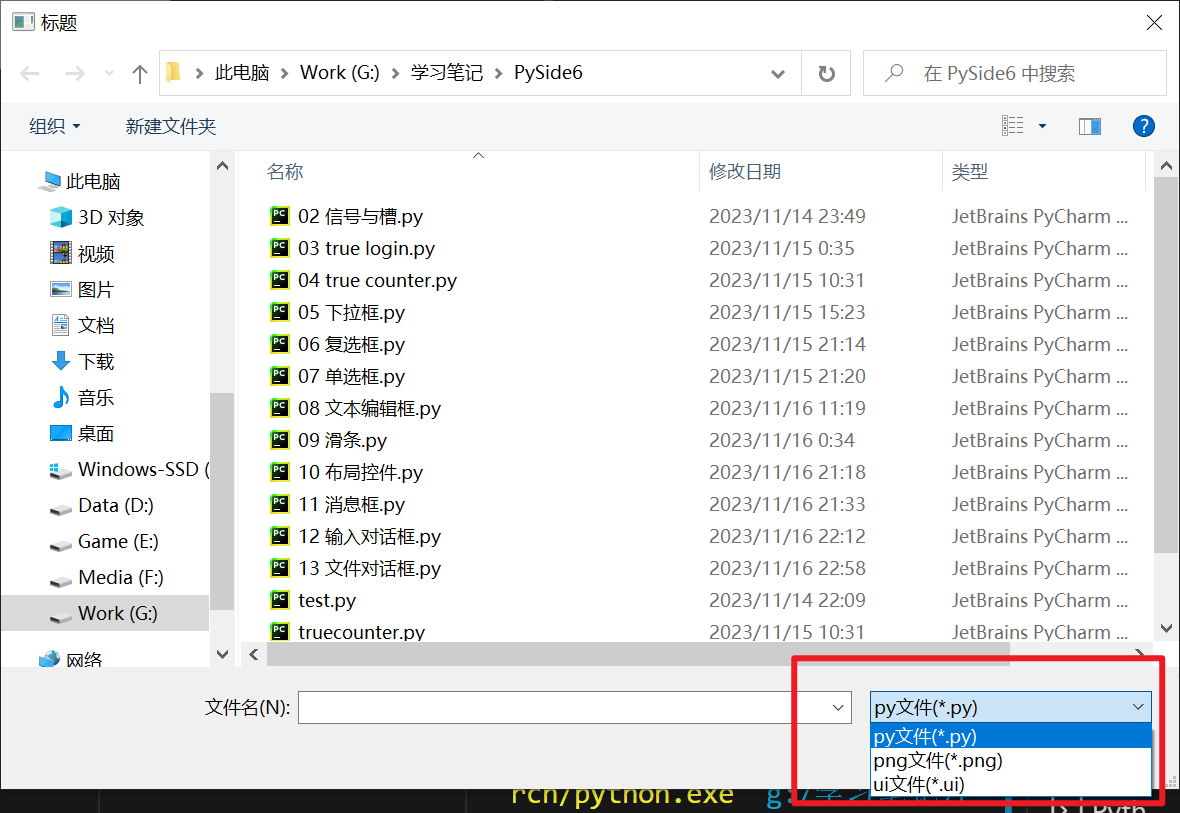 标题
此电脑 Work (G:) 学习笔记 PySide6
在 PySide6 中搜索
组织 新建文件夹
此电脑
3D 对象
视频
图片
文档
下载
音乐
桌面
Windows-SSD (
Data (D:)
Game (E:)
Media (F:)
Work (G:)
网络
名称 修改日期 类型
02 信号与槽.py 2023/11/14 23:49 JetBrains PyCharm ...
03 true login.py 2023/11/15 0:35 JetBrains PyCharm ...
04 true counter.py 2023/11/15 10:31 JetBrains PyCharm ...
05 下拉框.py 2023/11/15 15:23 JetBrains PyCharm ...
06 复选框.py 2023/11/15 21:14 JetBrains PyCharm ...
07 单选框.py 2023/11/15 21:20 JetBrains PyCharm ...
08 文本编辑框.py 2023/11/16 11:19 JetBrains PyCharm ...
09 滑条.py 2023/11/16 0:34 JetBrains PyCharm ...
10 布局控件.py 2023/11/16 21:18 JetBrains PyCharm ...
11 消息框.py 2023/11/16 21:33 JetBrains PyCharm ...
12 输入对话框.py 2023/11/16 22:12 JetBrains PyCharm ...
13 文件对话框.py 2023/11/16 22:58 JetBrains PyCharm ...
test.py 2023/11/14 22:09 JetBrains PyCharm ...
truecounter.py 2023/11/15 10:31 JetBrains PyCharm ...
文件名(N): py文件(*.py)
py文件(*.py)
png文件(*.png)
ui文件(*.ui)
rch/python.exe